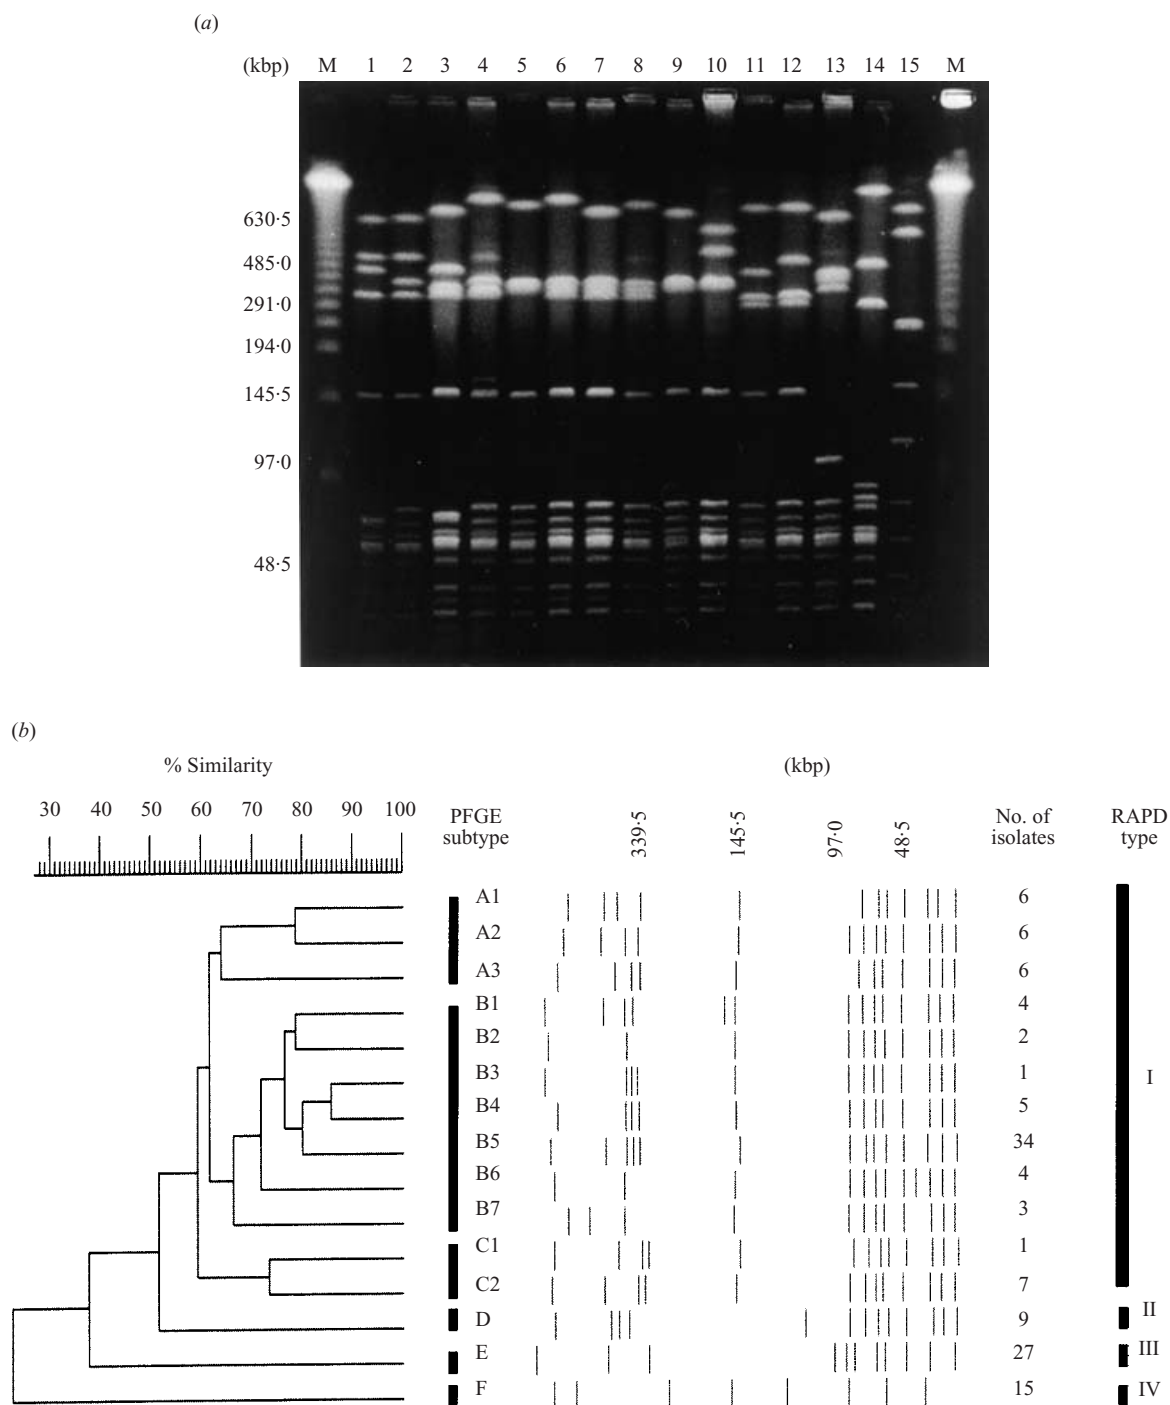 (a)
(kbp) M 1 2 3 4 5 6 7 8 9 10 11 12 13 14 15 M
630·5
485·0
291·0
194·0
145·5
97·0
48·5
(b)
% Similarity (kbp)
30 40 50 60 70 80 90 100 PFGE subtype 339·5 145·5 97·0 48·5 No. of isolates RAPD type
A1 6
A2 6
A3 6
B1 4
B2 2
B3 1 I
B4 5
B5 34
B6 4
B7 3
C1 1
C2 7
D 9 II
E 27 III
F 15 IV